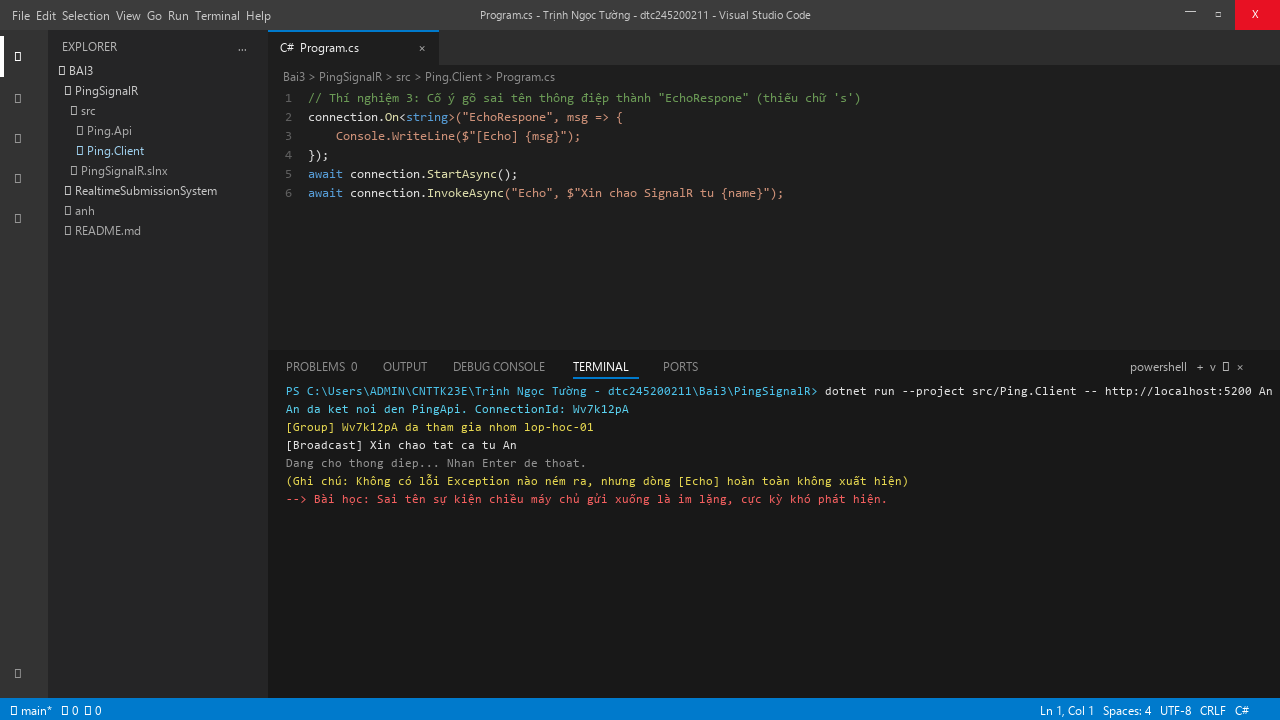 File Edit Selection View Go Run Terminal Help
Program.cs - Trịnh Ngọc Tường - dtc245200211 - Visual Studio Code
X
EXPLORER ...
BAI3
PingSignalR
src
Ping.Api
Ping.Client
PingSignalR.slnx
RealtimeSubmissionSystem
anh
README.md
C# Program.cs ×
Bai3 > PingSignalR > src > Ping.Client > Program.cs
1 // Thí nghiệm 3: Cố ý gõ sai tên thông điệp thành "EchoRespone" (thiếu chữ 's')
2 connection.On<string>("EchoRespone", msg => {
3     Console.WriteLine($"[Echo] {msg}");
4 });
5 await connection.StartAsync();
6 await connection.InvokeAsync("Echo", $"Xin chao SignalR tu {name}");
PROBLEMS 0 OUTPUT DEBUG CONSOLE TERMINAL PORTS powershell + v ×
PS C:\Users\ADMIN\CNTTK23E\Trịnh Ngọc Tường - dtc245200211\Bai3\PingSignalR> dotnet run --project src/Ping.Client -- http://localhost:5200 An
An da ket noi den PingApi. ConnectionId: Wv7k12pA
[Group] Wv7k12pA da tham gia nhom lop-hoc-01
[Broadcast] Xin chao tat ca tu An
Dang cho thong diep... Nhan Enter de thoat.
(Ghi chú: Không có lỗi Exception nào ném ra, nhưng dòng [Echo] hoàn toàn không xuất hiện)
--> Bài học: Sai tên sự kiện chiều máy chủ gửi xuống là im lặng, cực kỳ khó phát hiện.
main* 0 0
Ln 1, Col 1 Spaces: 4 UTF-8 CRLF C#